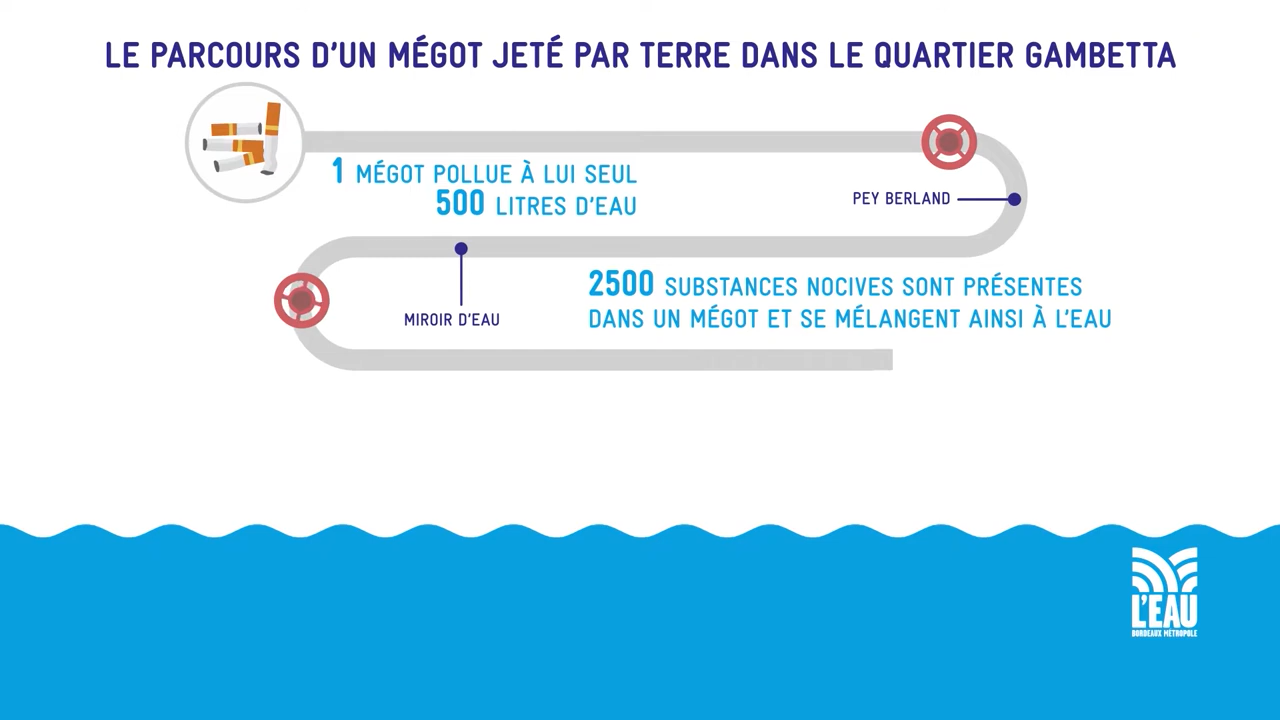 LE PARCOURS D'UN MÉGOT JETÉ PAR TERRE DANS LE QUARTIER GAMBETTA
1 MÉGOT POLLUE À LUI SEUL
500 LITRES D'EAU
PEY BERLAND
2500 SUBSTANCES NOCIVES SONT PRÉSENTES
DANS UN MÉGOT ET SE MÉLANGENT AINSI À L'EAU
MIROIR D'EAU
L'EAU
BORDEAUX MÉTROPOLE